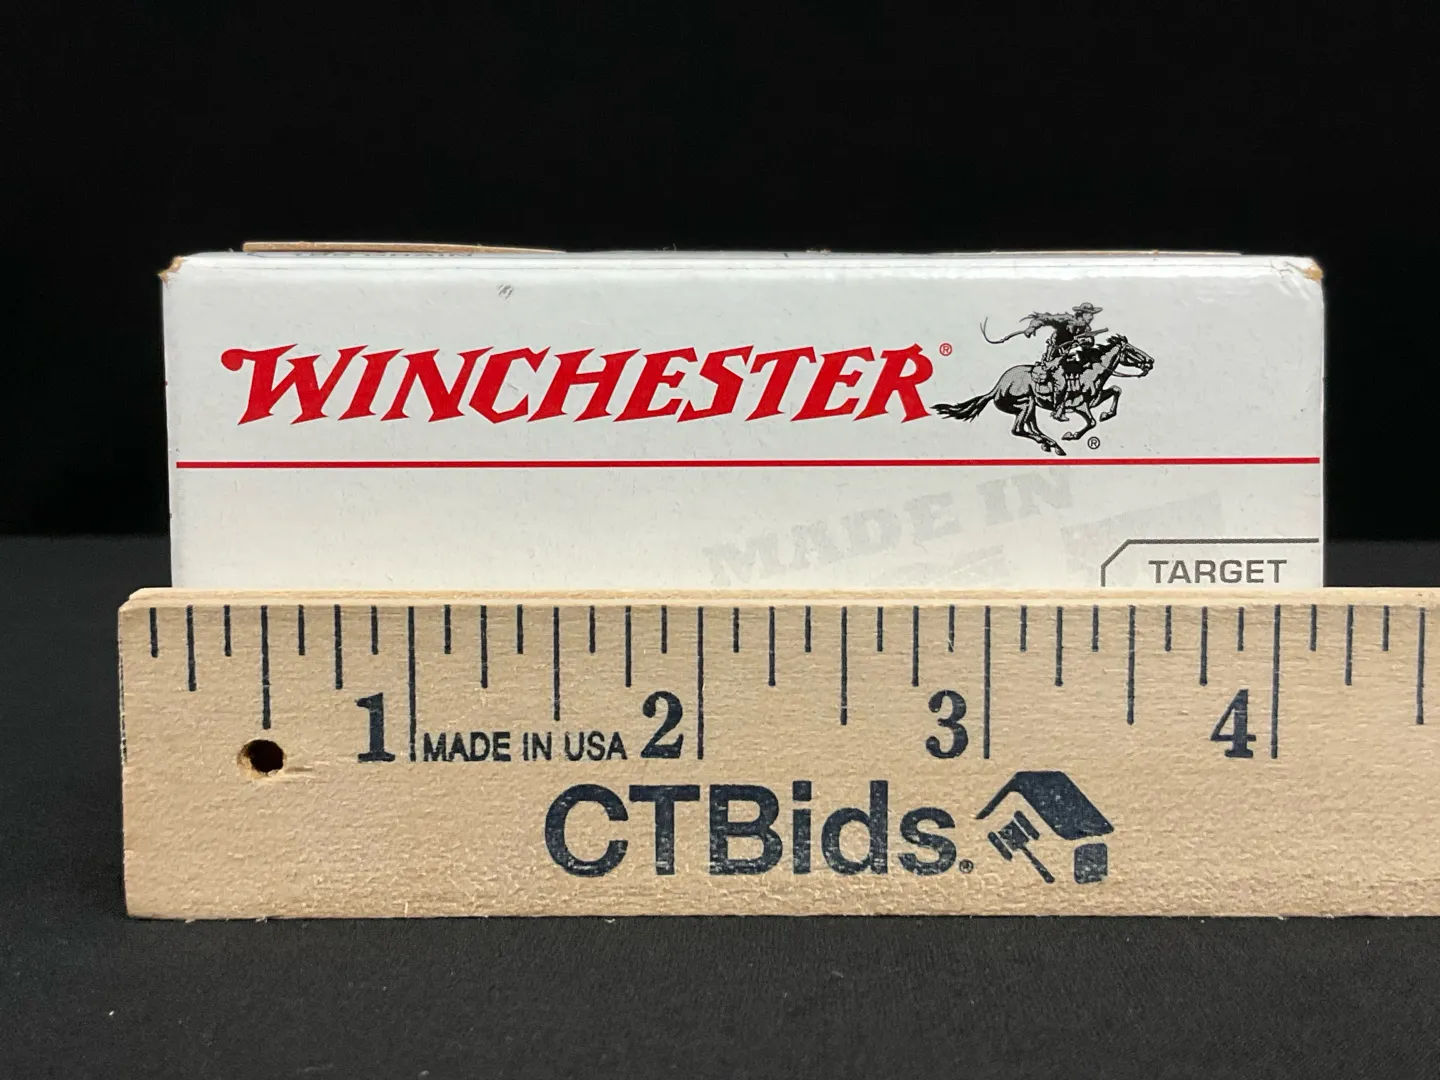 WINCHESTER®
®
MADE IN
TARGET
1 2 3 4
MADE IN USA
CTBids.®